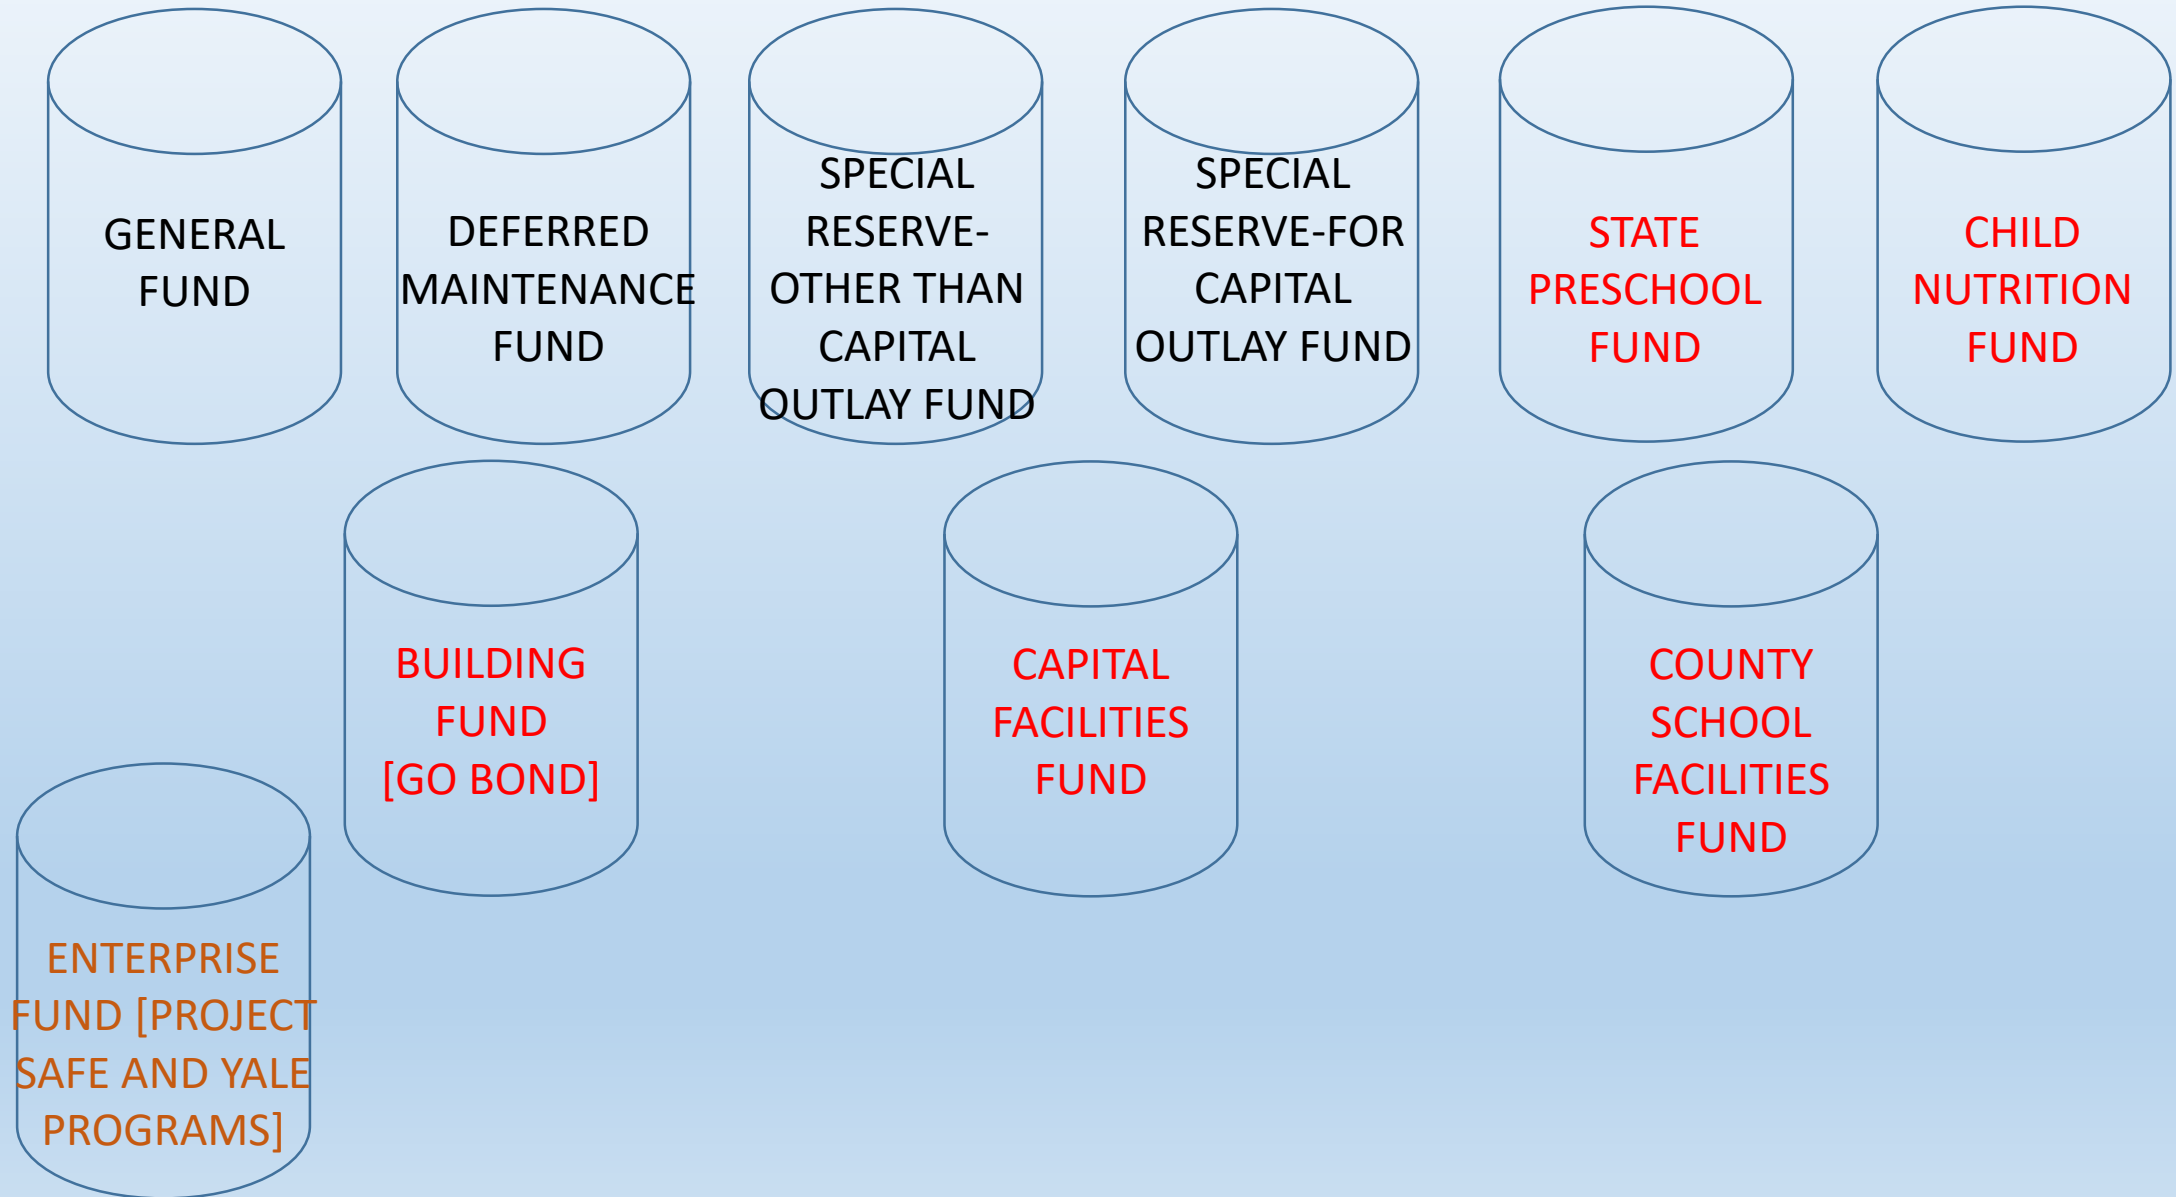 GENERAL
FUND
DEFERRED
MAINTENANCE
FUND
SPECIAL
RESERVE-
OTHER THAN
CAPITAL
OUTLAY FUND
SPECIAL
RESERVE-FOR
CAPITAL
OUTLAY FUND
STATE
PRESCHOOL
FUND
CHILD
NUTRITION
FUND
BUILDING
FUND
[GO BOND]
CAPITAL
FACILITIES
FUND
COUNTY
SCHOOL
FACILITIES
FUND
ENTERPRISE
FUND [PROJECT
SAFE AND YALE
PROGRAMS]